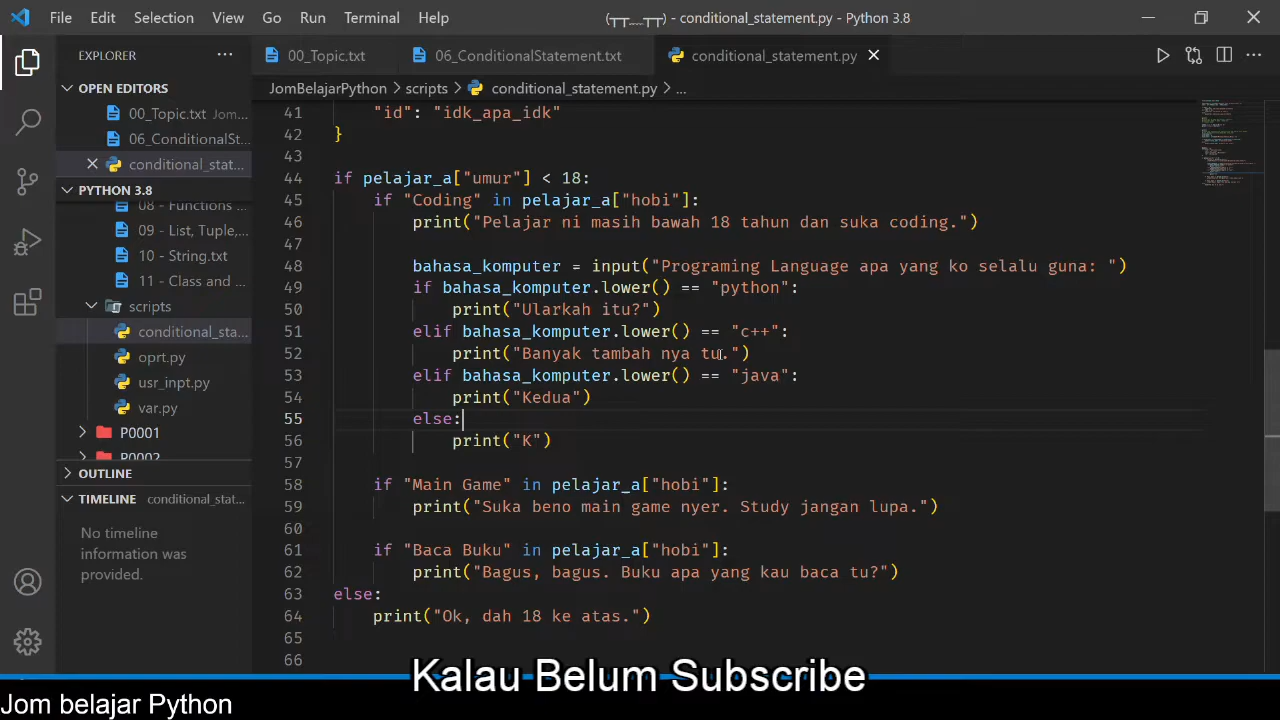 File Edit Selection View Go Run Terminal Help (┬┬﹏┬┬) - conditional_statement.py - Python 3.8
EXPLORER ···
00_Topic.txt 06_ConditionalStatement.txt conditional_statement.py
JomBelajarPython > scripts > conditional_statement.py > ...
OPEN EDITORS
00_Topic.txt Jom...
06_ConditionalSt...
conditional_stat...
PYTHON 3.8
08 - Functions ...
09 - List, Tuple,...
10 - String.txt
11 - Class and ...
scripts
conditional_sta...
oprt.py
usr_inpt.py
var.py
P0001
P0002
OUTLINE
TIMELINE conditional_stat...
No timeline
information was
provided.
41 "id": "idk_apa_idk"
42 }
43
44 if pelajar_a["umur"] < 18:
45 if "Coding" in pelajar_a["hobi"]:
46 print("Pelajar ni masih bawah 18 tahun dan suka coding.")
47
48 bahasa_komputer = input("Programing Language apa yang ko selalu guna: ")
49 if bahasa_komputer.lower() == "python":
50 print("Ularkah itu?")
51 elif bahasa_komputer.lower() == "c++":
52 print("Banyak tambah nya tu.")
53 elif bahasa_komputer.lower() == "java":
54 print("Kedua")
55 else:
56 print("K")
57
58 if "Main Game" in pelajar_a["hobi"]:
59 print("Suka beno main game nyer. Study jangan lupa.")
60
61 if "Baca Buku" in pelajar_a["hobi"]:
62 print("Bagus, bagus. Buku apa yang kau baca tu?")
63 else:
64 print("Ok, dah 18 ke atas.")
65
66
Kalau Belum Subscribe
Jom belajar Python